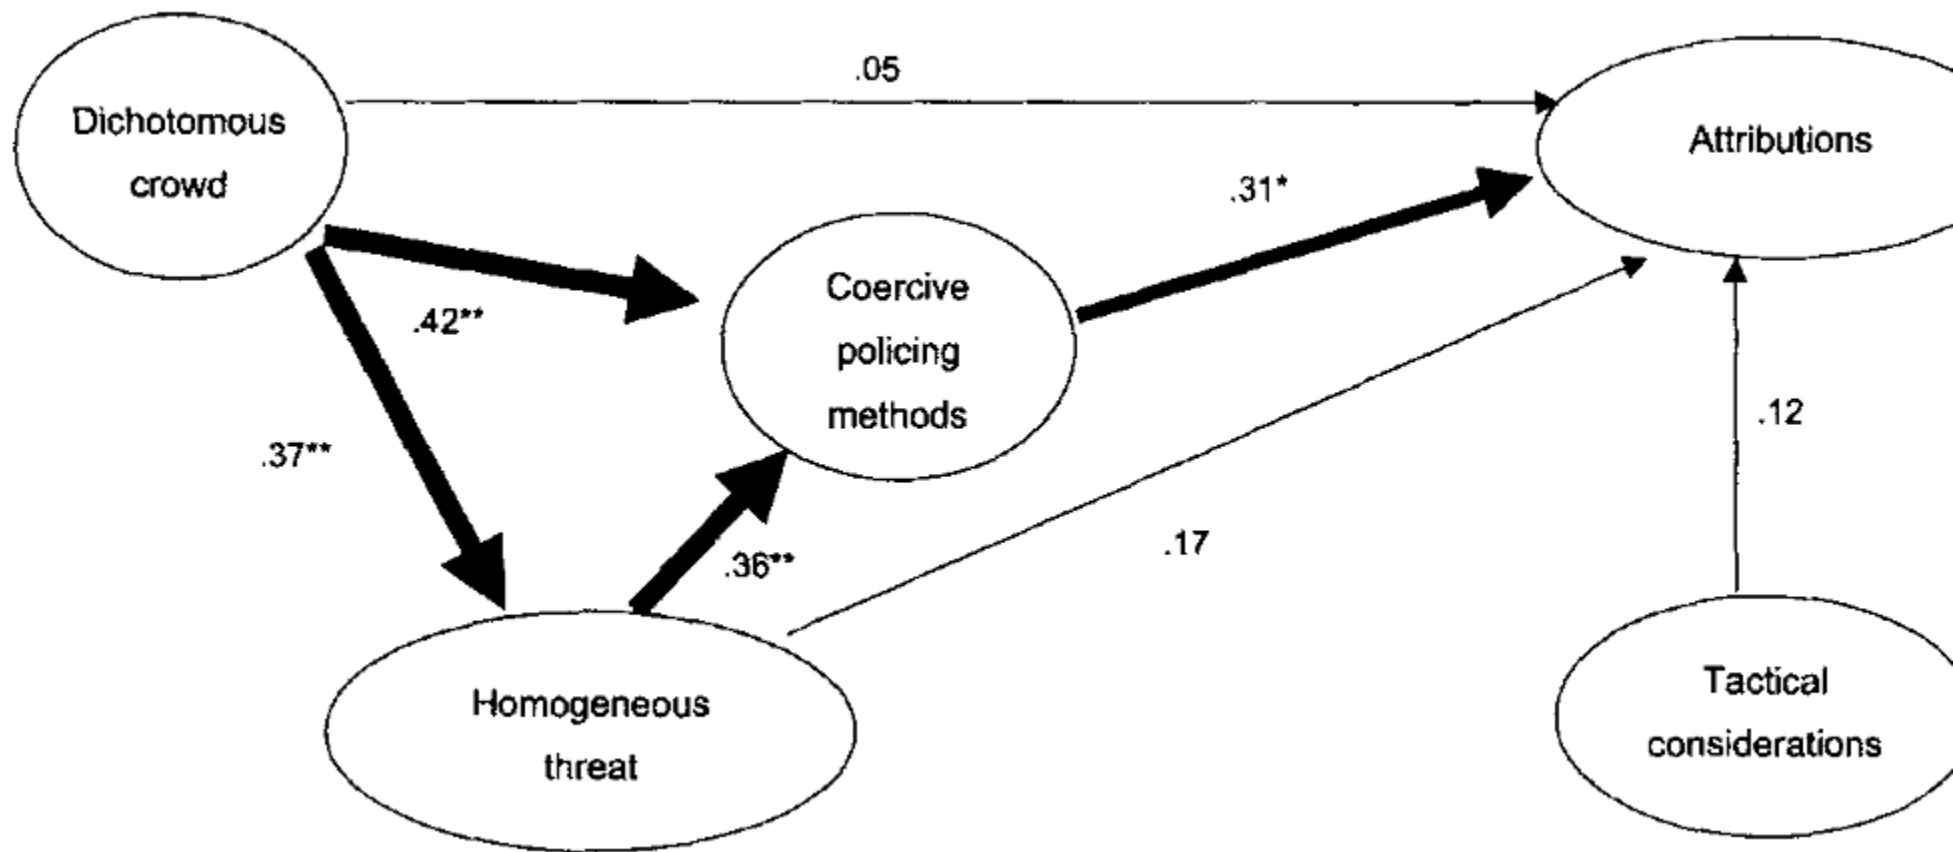 .05
Dichotomous
crowd
Attributions
.31*
Coercive
policing
methods
.42**
.37**
.36**
.17
.12
Homogeneous
threat
Tactical
considerations